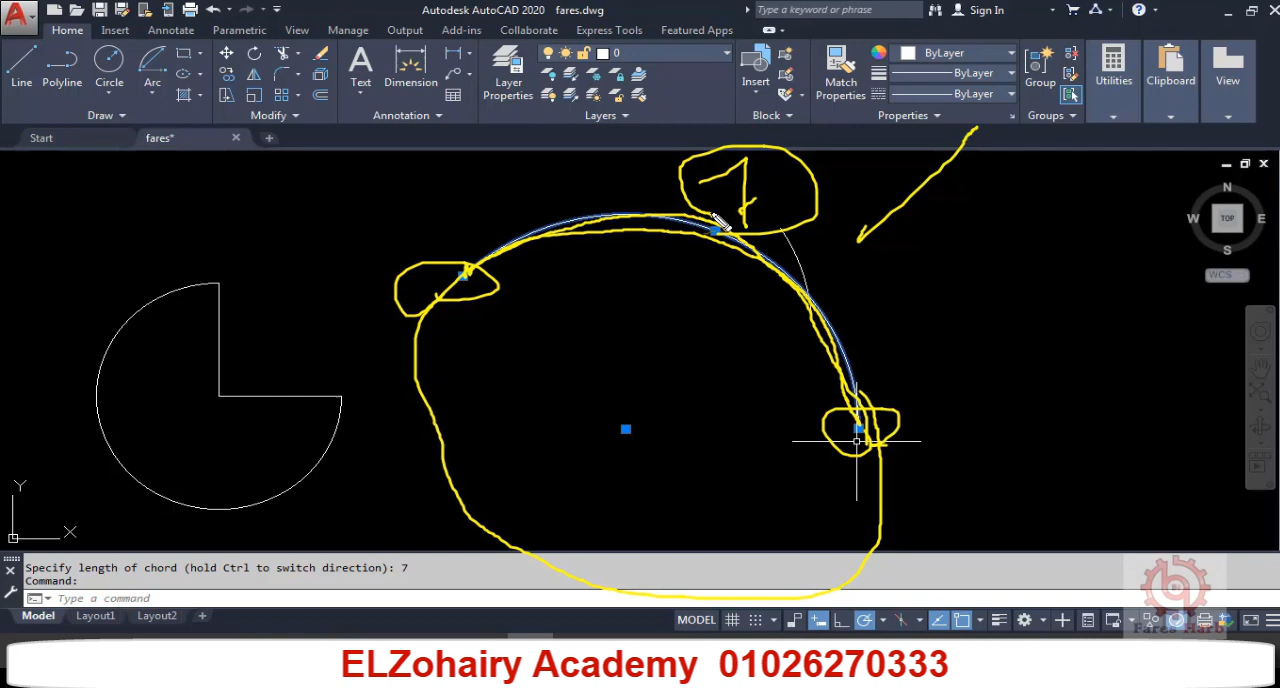 Autodesk AutoCAD 2020 fares.dwg
Type a keyword or phrase
Sign In
Home Insert Annotate Parametric View Manage Output Add-ins Collaborate Express Tools Featured Apps
Line Polyline Circle Arc
Text Dimension
Layer Properties
0
Insert
Match Properties
ByLayer
ByLayer
ByLayer
Group
Utilities
Clipboard
View
Draw Modify Annotation Layers Block Properties Groups
Start fares*
7
N
W TOP E
S
WCS
Y
X
Specify length of chord (hold Ctrl to switch direction): 7
Command:
Type a command
Model Layout1 Layout2
MODEL
Fares Harb
ELZohairy Academy 01026270333